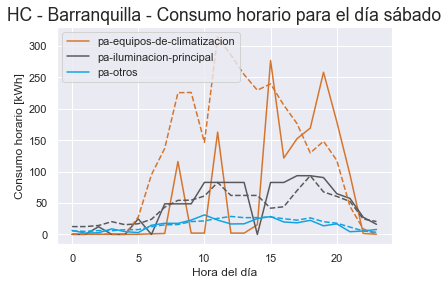 HC - Barranquilla - Consumo horario para el día sábado
pa-equipos-de-climatizacion
pa-iluminacion-principal
pa-otros
Consumo horario [kWh]
300
250
200
150
100
50
0
0 5 10 15 20
Hora del día